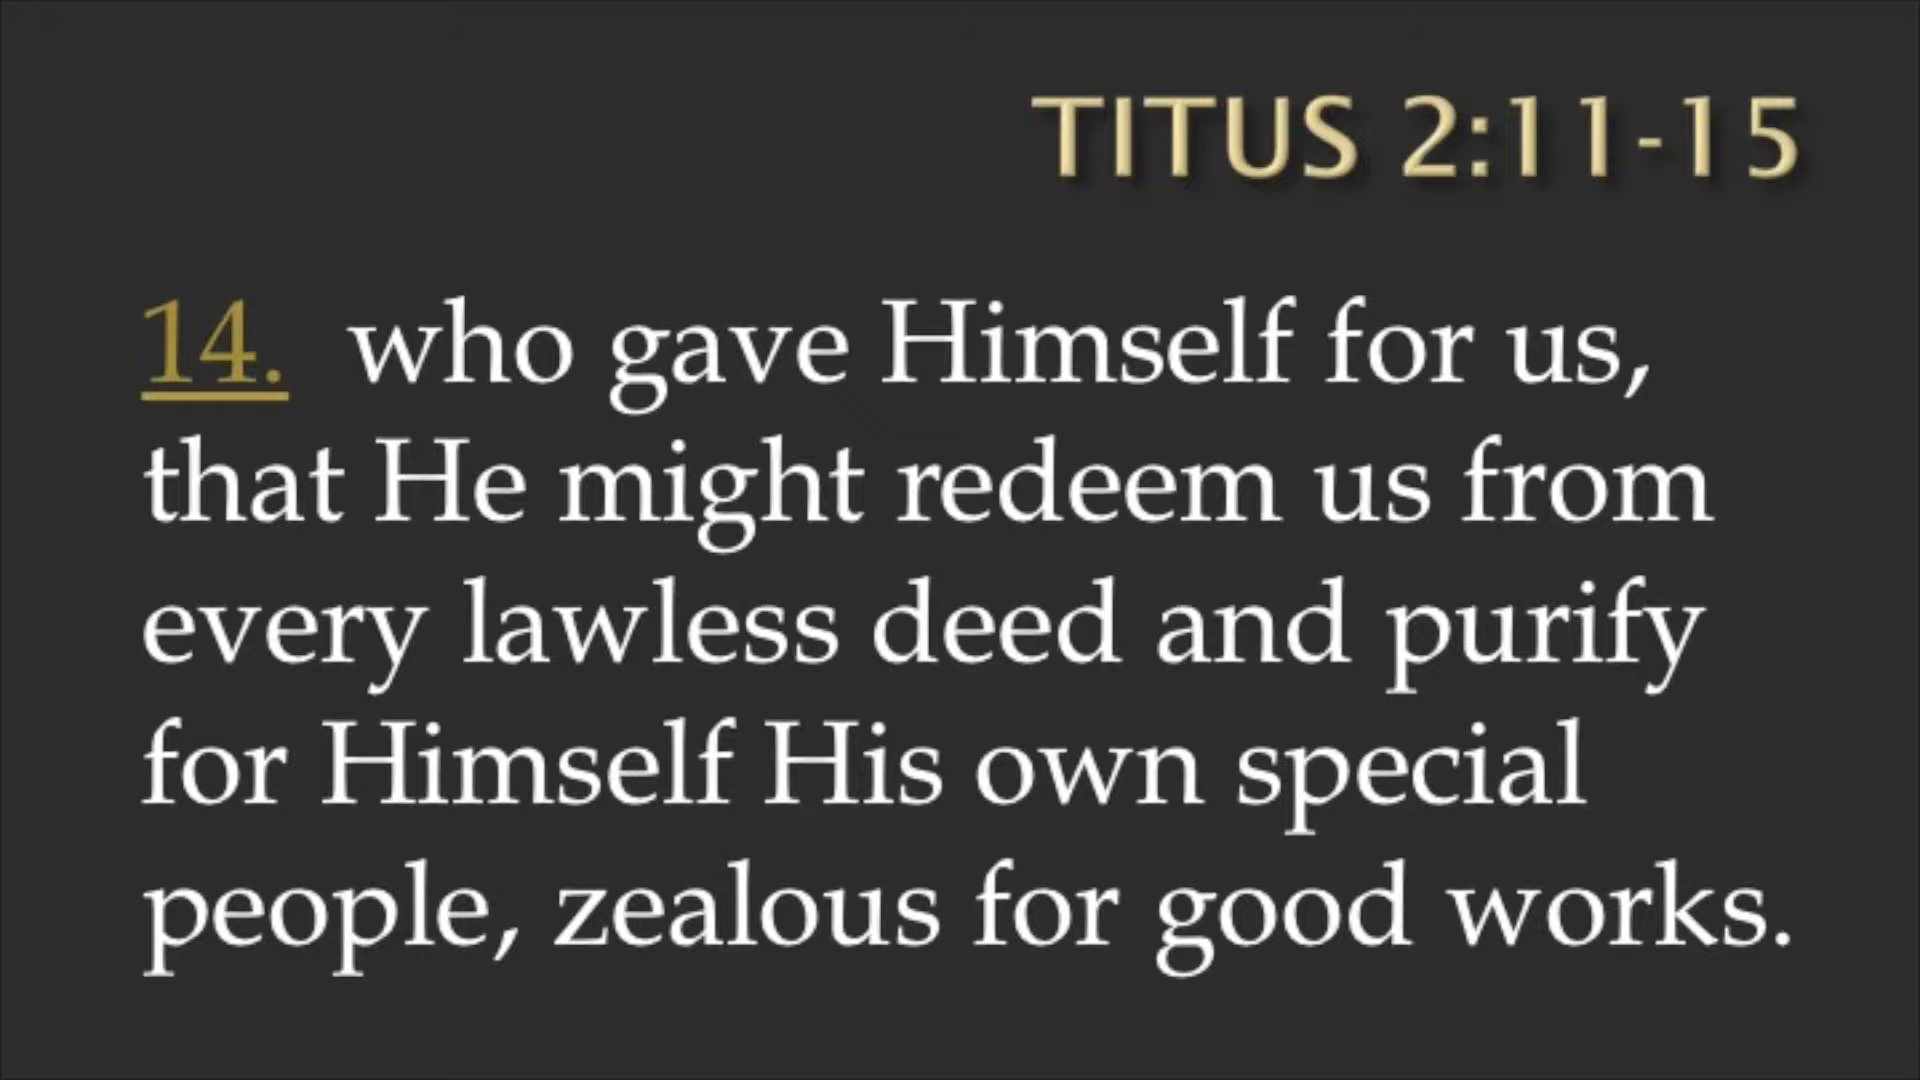 TITUS 2:11-15
14. who gave Himself for us,
that He might redeem us from
every lawless deed and purify
for Himself His own special
people, zealous for good works.